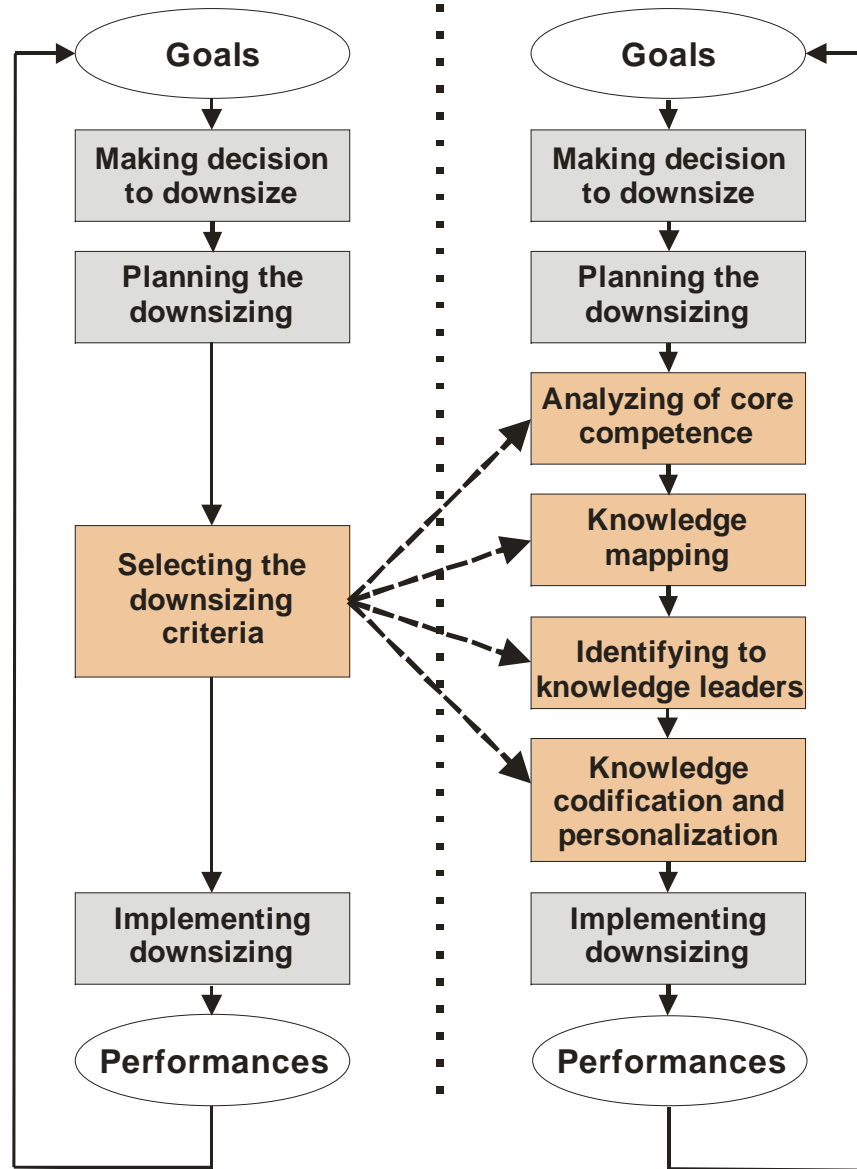 Goals
Making decision
to downsize
Planning the
downsizing
Selecting the
downsizing
criteria
Implementing
downsizing
Performances
Goals
Making decision
to downsize
Planning the
downsizing
Analyzing of core
competence
Knowledge
mapping
Identifying to
knowledge leaders
Knowledge
codification and
personalization
Implementing
downsizing
Performances